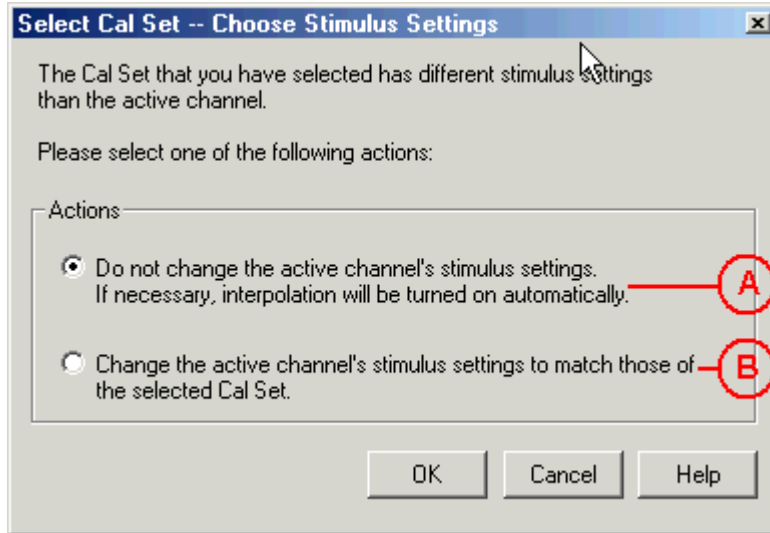 Select Cal Set -- Choose Stimulus Settings
The Cal Set that you have selected has different stimulus settings
than the active channel.
Please select one of the following actions:
Actions
Do not change the active channel's stimulus settings.
If necessary, interpolation will be turned on automatically.
A
Change the active channel's stimulus settings to match those of
the selected Cal Set.
B
OK
Cancel
Help